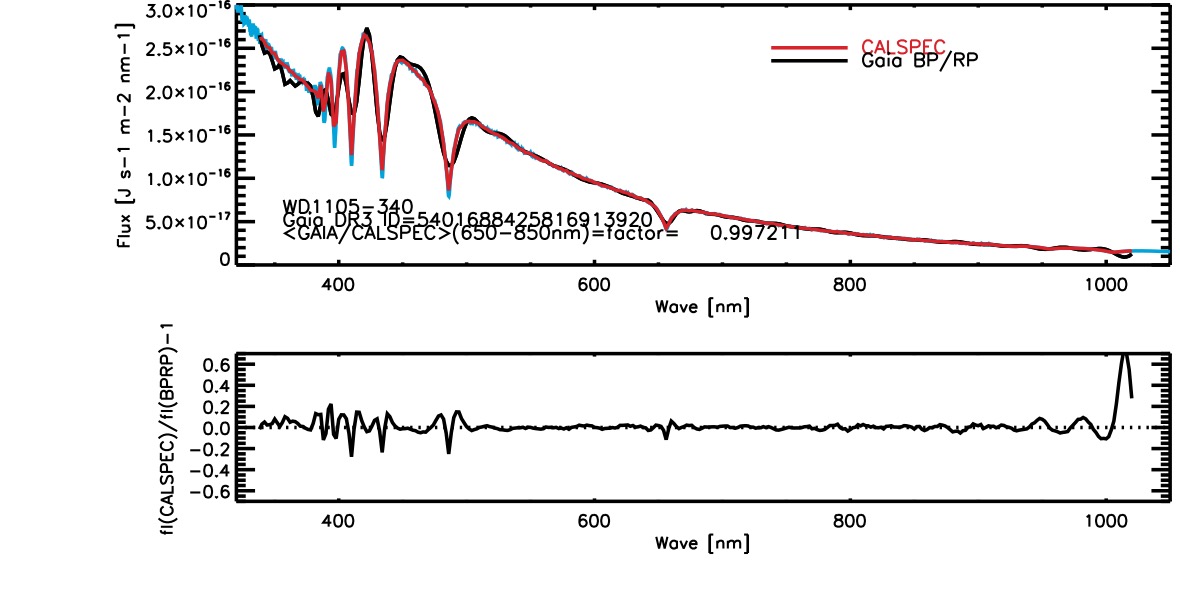 3.0×10−16
2.5×10−16
2.0×10−16
1.5×10−16
1.0×10−16
5.0×10−17
0
Flux [J s−1 m−2 nm−1]
CALSPEC
Gaia BP/RP
WD1105−340
Gaia DR3 ID=5401688425816913920
<GAIA/CALSPEC>(650−850nm)=factor= 0.997211
400 600 800 1000
Wave [nm]
fl(CALSPEC)/fl(BPRP)−1
0.6
0.4
0.2
0.0
−0.2
−0.4
−0.6
400 600 800 1000
Wave [nm]